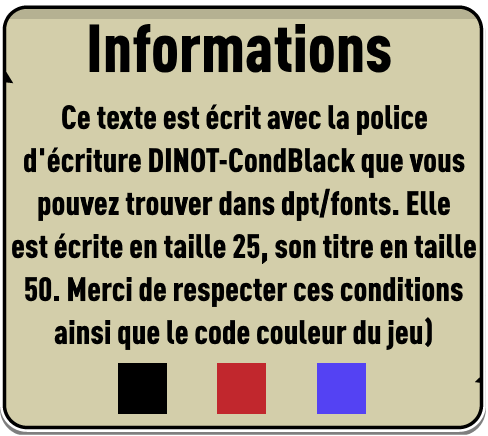 Informations
Ce texte est écrit avec la police
d'écriture DINOT-CondBlack que vous
pouvez trouver dans dpt/fonts. Elle
est écrite en taille 25, son titre en taille
50. Merci de respecter ces conditions
ainsi que le code couleur du jeu)